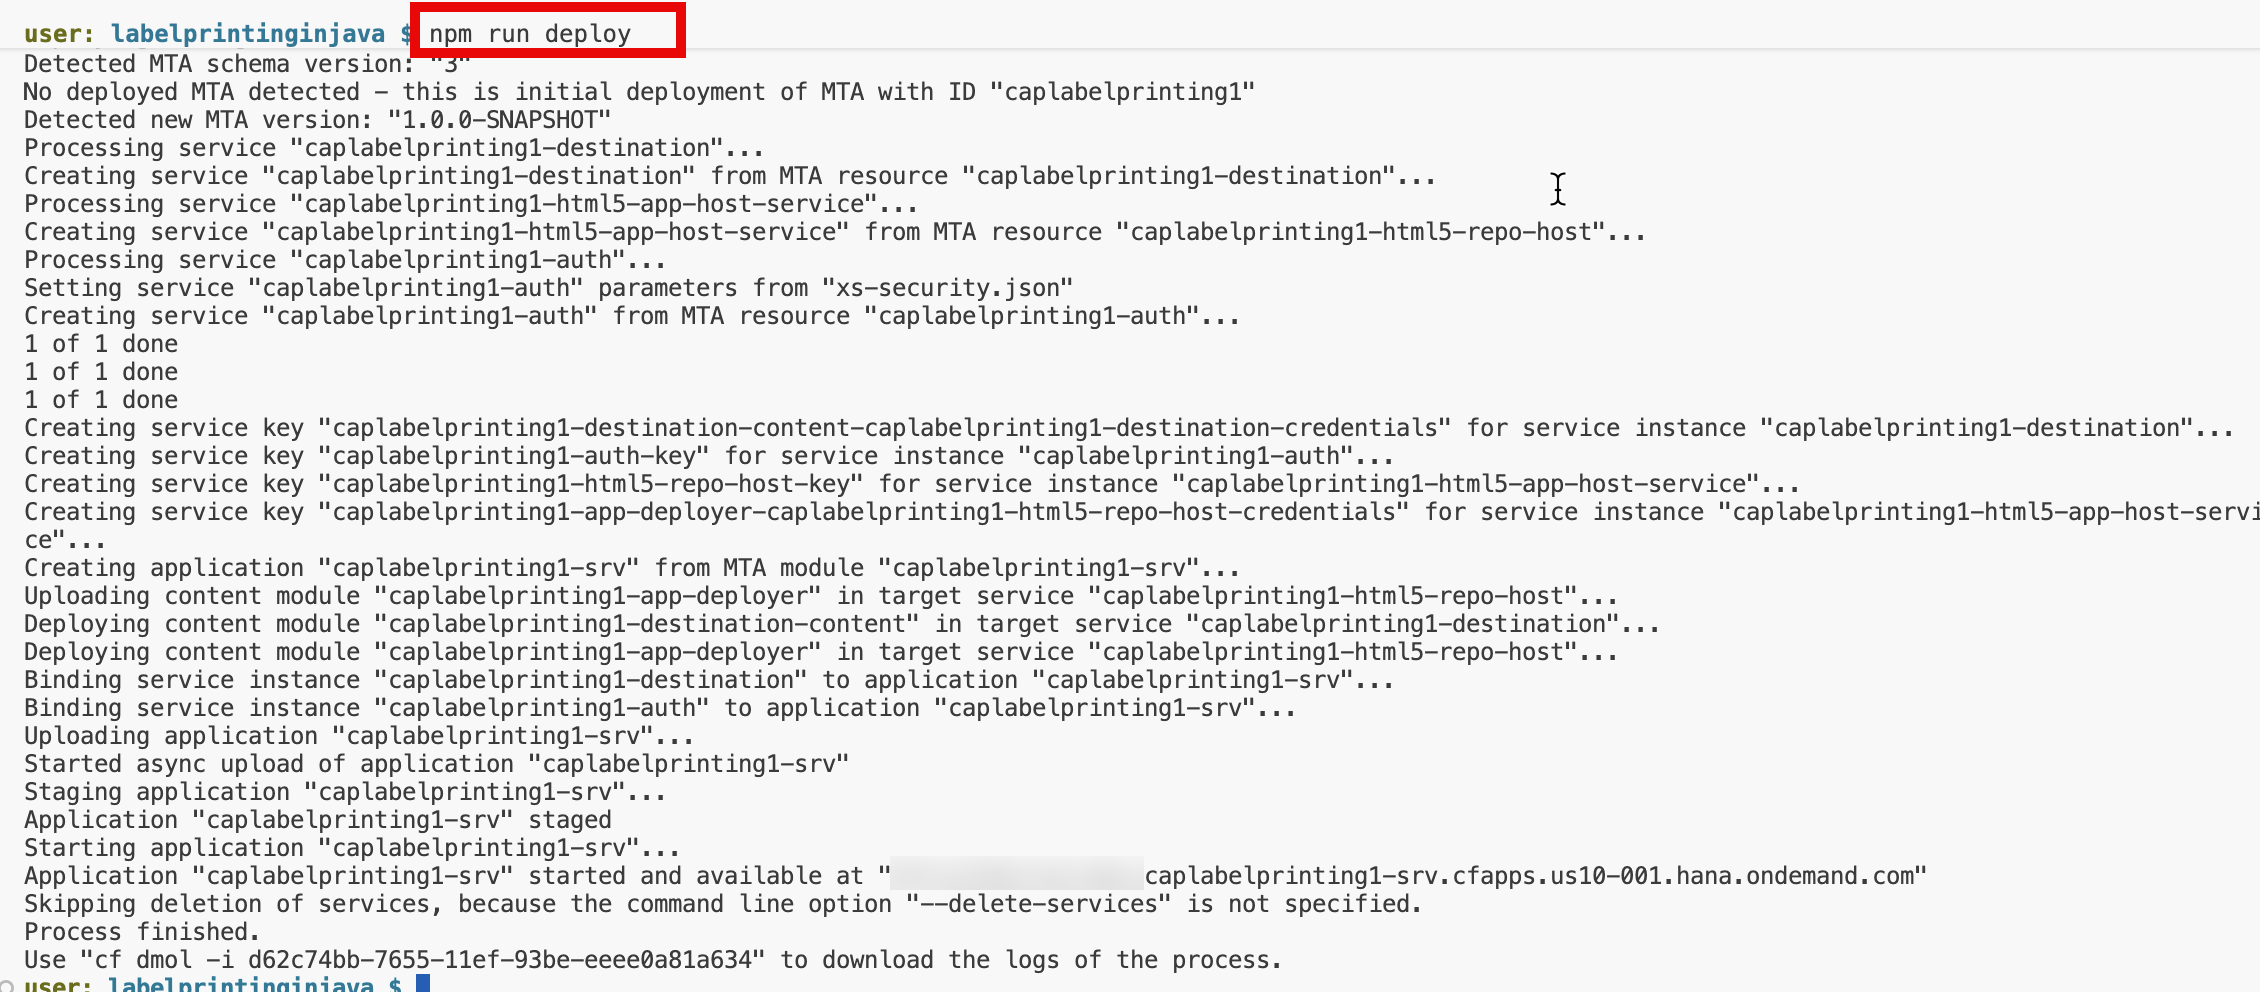 user: labelprintinginjava $ npm run deploy
Detected MTA schema version: "3"
No deployed MTA detected – this is initial deployment of MTA with ID "caplabelprinting1"
Detected new MTA version: "1.0.0–SNAPSHOT"
Processing service "caplabelprinting1–destination"...
Creating service "caplabelprinting1–destination" from MTA resource "caplabelprinting1–destination"...
Processing service "caplabelprinting1–html5–app–host–service"...
Creating service "caplabelprinting1–html5–app–host–service" from MTA resource "caplabelprinting1–html5–repo–host"...
Processing service "caplabelprinting1–auth"...
Setting service "caplabelprinting1–auth" parameters from "xs–security.json"
Creating service "caplabelprinting1–auth" from MTA resource "caplabelprinting1–auth"...
1 of 1 done
1 of 1 done
1 of 1 done
Creating service key "caplabelprinting1–destination–content–caplabelprinting1–destination–credentials" for service instance "caplabelprinting1–destination"...
Creating service key "caplabelprinting1–auth–key" for service instance "caplabelprinting1–auth"...
Creating service key "caplabelprinting1–html5–repo–host–key" for service instance "caplabelprinting1–html5–app–host–service"...
Creating service key "caplabelprinting1–app–deployer–caplabelprinting1–html5–repo–host–credentials" for service instance "caplabelprinting1–html5–app–host–servi
ce"...
Creating application "caplabelprinting1–srv" from MTA module "caplabelprinting1–srv"...
Uploading content module "caplabelprinting1–app–deployer" in target service "caplabelprinting1–html5–repo–host"...
Deploying content module "caplabelprinting1–destination–content" in target service "caplabelprinting1–destination"...
Deploying content module "caplabelprinting1–app–deployer" in target service "caplabelprinting1–html5–repo–host"...
Binding service instance "caplabelprinting1–destination" to application "caplabelprinting1–srv"...
Binding service instance "caplabelprinting1–auth" to application "caplabelprinting1–srv"...
Uploading application "caplabelprinting1–srv"...
Started async upload of application "caplabelprinting1–srv"
Staging application "caplabelprinting1–srv"...
Application "caplabelprinting1–srv" staged
Starting application "caplabelprinting1–srv"...
Application "caplabelprinting1–srv" started and available at " caplabelprinting1–srv.cfapps.us10–001.hana.ondemand.com"
Skipping deletion of services, because the command line option "––delete–services" is not specified.
Process finished.
Use "cf dmol –i d62c74bb–7655–11ef–93be–eeee0a81a634" to download the logs of the process.
user: labelprintinginjava $